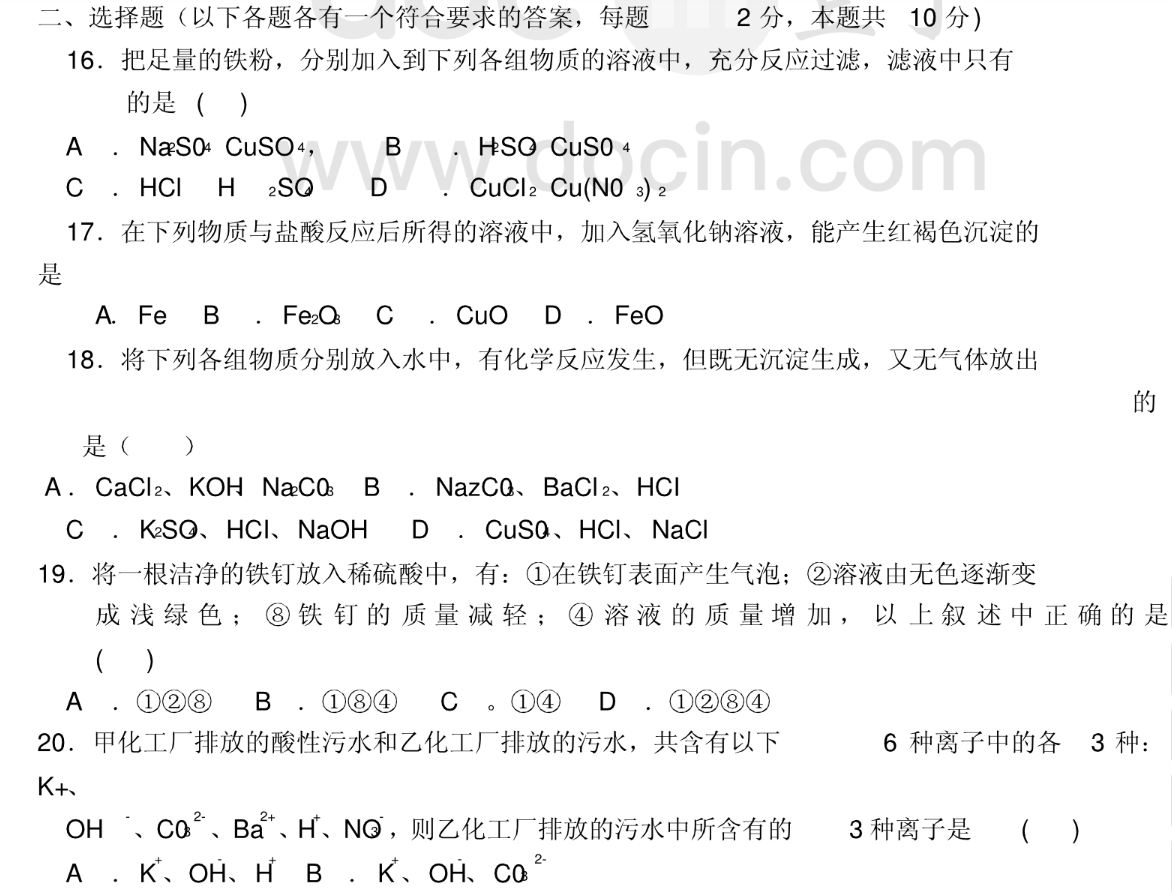 二、选择题（以下各题各有一个符合要求的答案，每题 2 分，本题共 10 分)
16．把足量的铁粉，分别加入到下列各组物质的溶液中，充分反应过滤，滤液中只有
的是 ( )
A ．Na2S04 CuSO4， B ．H2SO4 CuS04
C ．HCl H2SO4 D ．CuCl2 Cu(N03)2
17．在下列物质与盐酸反应后所得的溶液中，加入氢氧化钠溶液，能产生红褐色沉淀的
是
A. Fe B ．Fe2O3 C ．CuO D ．FeO
18．将下列各组物质分别放入水中，有化学反应发生，但既无沉淀生成，又无气体放出
的
是（ ）
A．CaCl2、KOH、Na2C03 B ．NazC03、BaCl2、HCl
C ．K2SO4、HCl、NaOH D ．CuS04、HCl、NaCl
19．将一根洁净的铁钉放入稀硫酸中，有：①在铁钉表面产生气泡；②溶液由无色逐渐变
成浅绿色；⑧铁钉的质量减轻；④溶液的质量增加，以上叙述中正确的是
( )
A ．①②⑧ B ．①⑧④ C 。①④ D ．①②⑧④
20．甲化工厂排放的酸性污水和乙化工厂排放的污水，共含有以下 6 种离子中的各 3 种：
K+、
OH-、C032-、Ba2+、H+、NO3-，则乙化工厂排放的污水中所含有的 3 种离子是 ( )
A ．K+、OH-、H+ B ．K+、OH-、C032-
www.docin.com